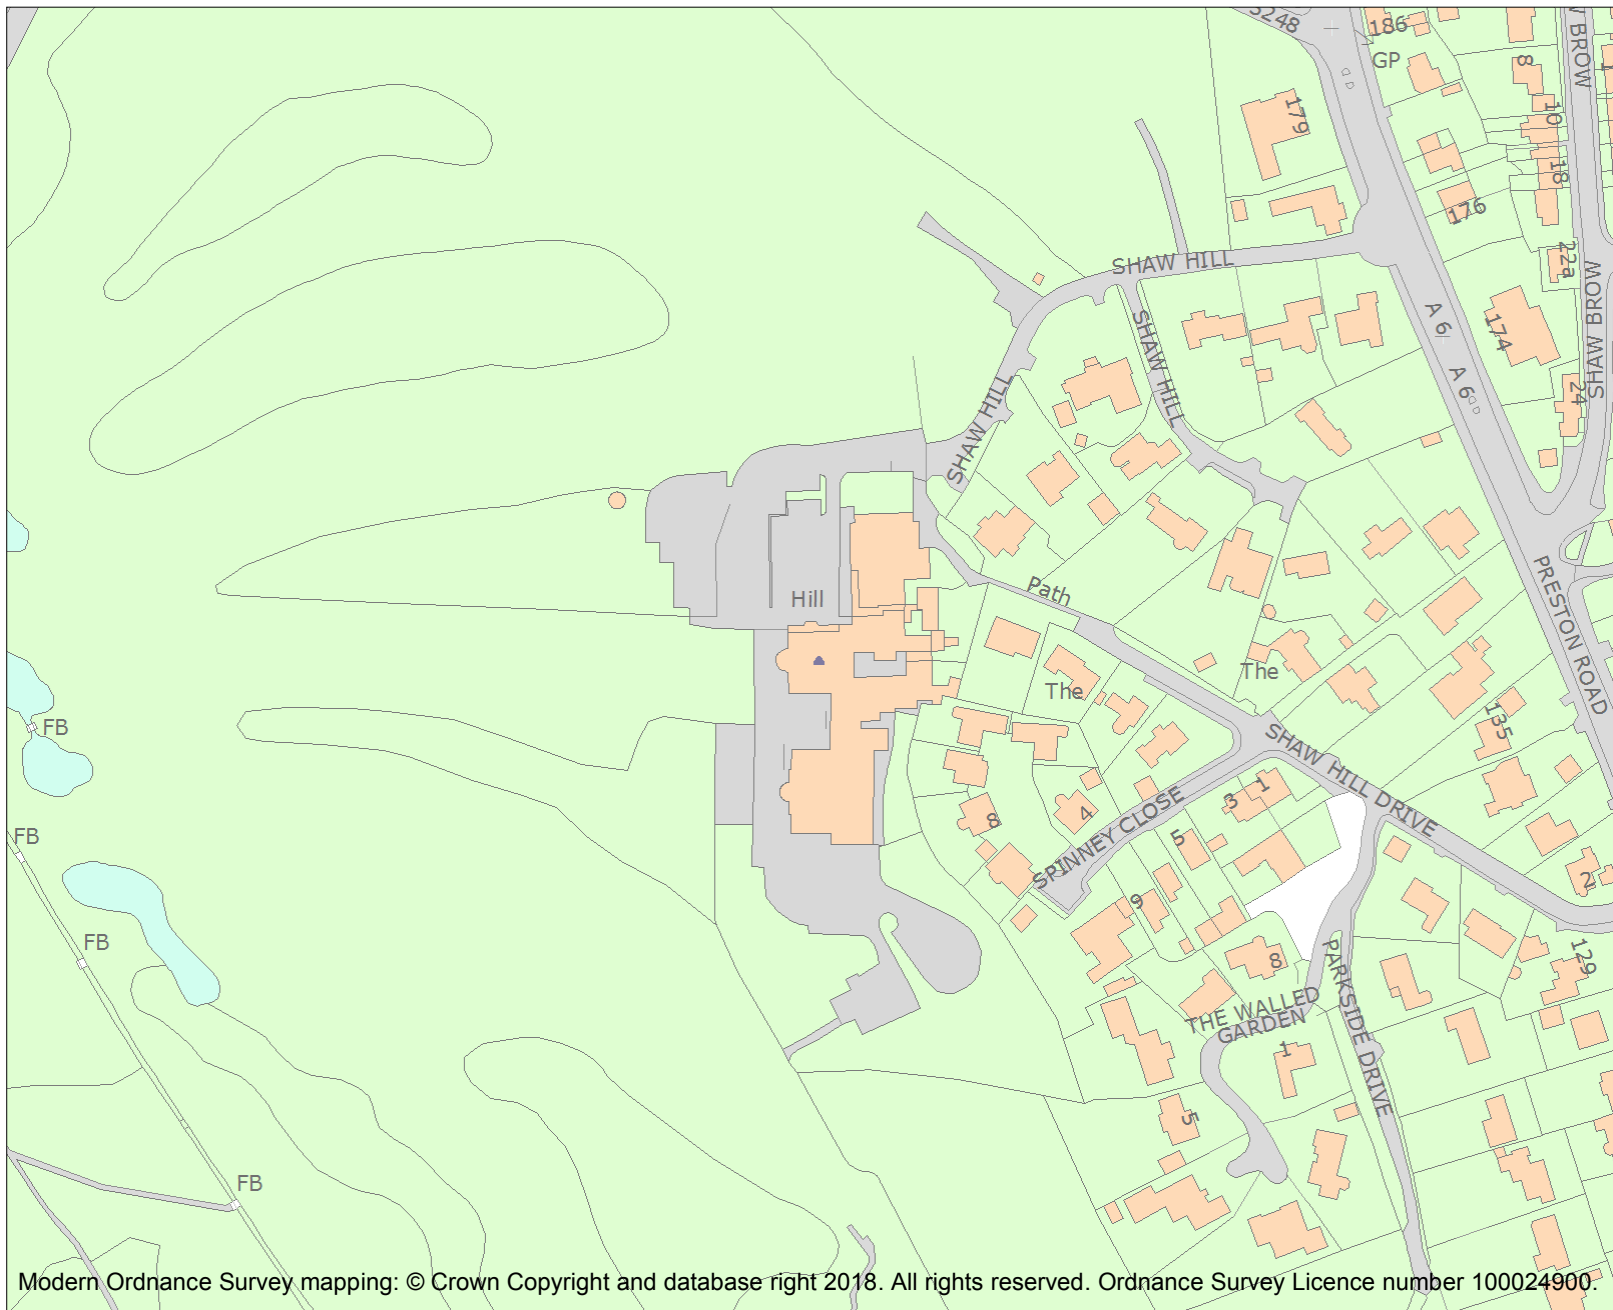 5248
186
GP
8
W BROW
1
179
10
18
176
SHAW HILL
22a
SHAW BROW
A 6
174
SHAW HILL
A 6
24
SHAW HILL
Path
Hill
PRESTON ROAD
The
The
FB
135
SHAW HILL DRIVE
1
3
SPINNEY CLOSE
4
8
5
FB
2
9
FB
8
129
PARKSIDE DRIVE
THE WALLED
GARDEN
1
5
FB
Modern Ordnance Survey mapping: © Crown Copyright and database right 2018. All rights reserved. Ordnance Survey Licence number 100024900.